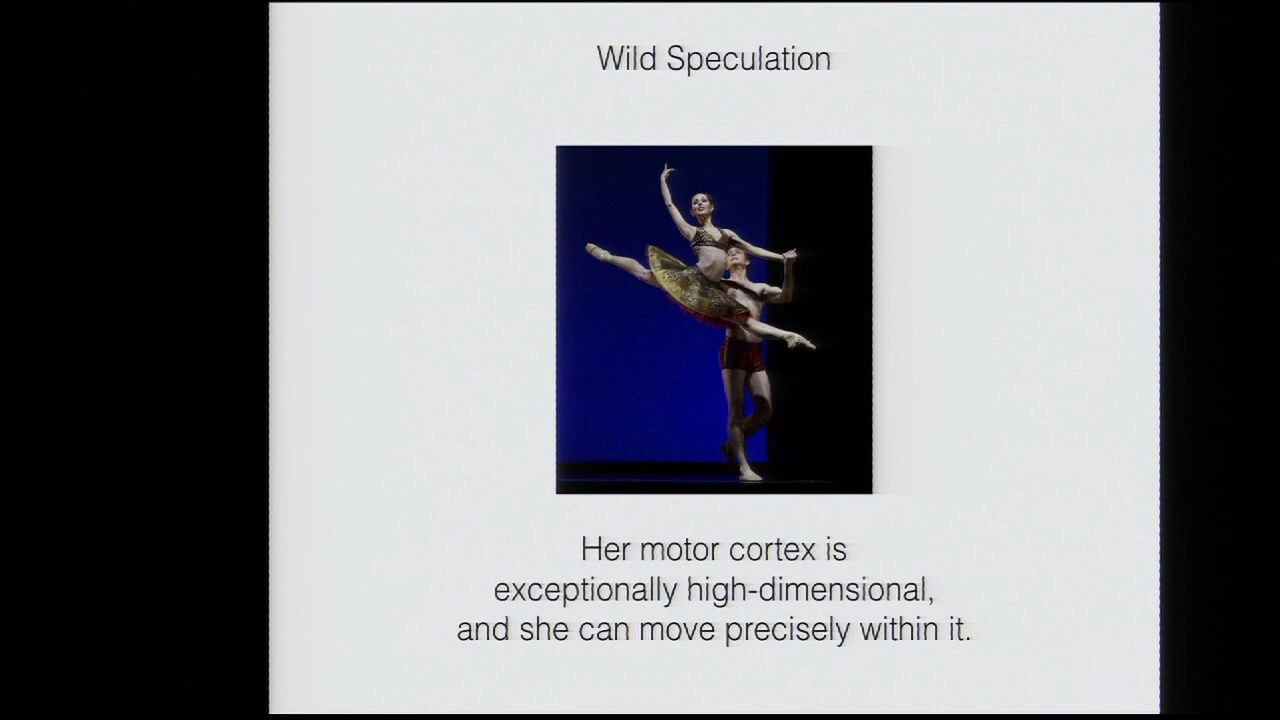 Wild Speculation
Her motor cortex is
exceptionally high-dimensional,
and she can move precisely within it.